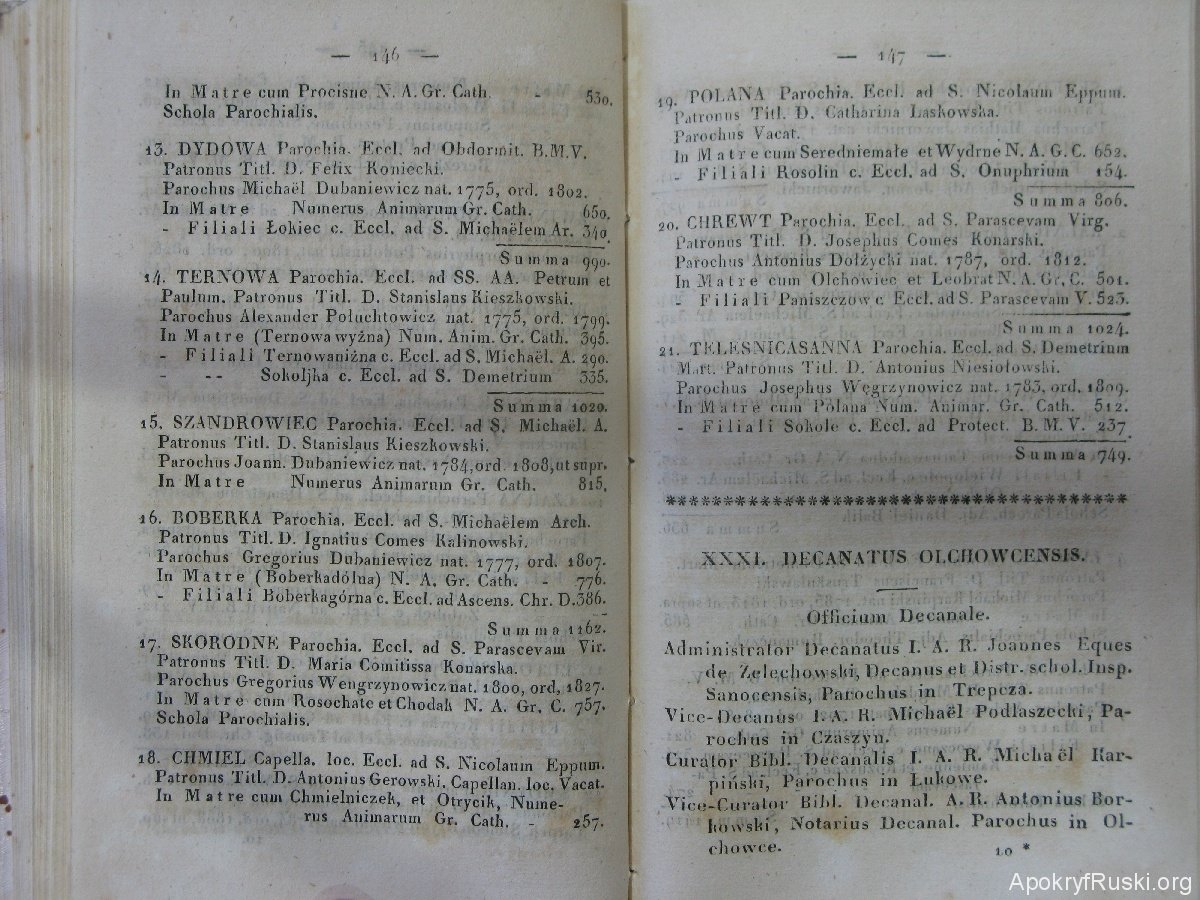 — 146 —
In Matre cum Procisne N. A. Gr. Cath. - 530.
Schola Parochialis.
13. DYDOWA Parochia. Eccl. ad Obdormit. B. M. V.
Patronus Titl. D. Felix Koniecki.
Parochus Michaël Dubaniewicz nat. 1775, ord. 1802.
In Matre Numerus Animarum Gr. Cath. 650.
- Filiali Łokiec c. Eccl. ad S. Michaëlem Ar. 340.
Summa 990.
14. TERNOWA Parochia. Eccl. ad SS. AA. Petrum et
Paulum. Patronus Titl. D. Stanislaus Kieszkowski.
Parochus Alexander Połuchtowicz nat. 1775, ord. 1799.
In Matre (Ternowa wyźna) Num. Anim. Gr. Cath. 395.
- Filiali Ternowaniźna c. Eccl. ad S. Michaël. A. 290.
- -- Sokoljka c. Eccl. ad S. Demetrium 335.
Summa 1020.
15. SZANDROWIEC Parochia. Eccl. ad S. Michaël. A.
Patronus Titl. D. Stanislaus Kieszkowski.
Parochus Joann. Dubaniewicz nat. 1784, ord. 1808, ut supr.
In Matre Numerus Animarum Gr. Cath. 815.
16. BOBERKA Parochia. Eccl. ad S. Michaëlem Arch.
Patronus Titl. D. Ignatius Comes Kalinowski.
Parochus Gregorius Dubaniewicz nat. 1777, ord. 1807.
In Matre (Boberkadólna) N. A. Gr. Cath. - 776.
- Filiali Boberkagórna c. Eccl. ad Ascens. Chr. D. 386.
Summa 1162.
17. SKORODNE Parochia. Eccl. ad S. Parascevam Vir.
Patronus Titl. D. Maria Comitissa Konarska.
Parochus Gregorius Wengrzynowicz nat. 1800, ord, 1827.
In Matre cum Rosochate et Chodak N. A. Gr. C. 757.
Schola Parochialis.
18. CHMIEL Capella. loc. Eccl. ad S. Nicolaum Eppum.
Patronus Titl. D. Antonius Gerowski. Capellan. loc. Vacat.
In Matre cum Chmielniczek, et Otrycik, Nume-
rus Animarum Gr. Cath. - 257.
— 147 —
19. POLANA Parochia. Eccl. ad S. Nicolaum Eppum.
Patronus Titl. D. Catharina Laskowska.
Parochus Vacat.
In Matre cum Seredniemałe et Wydrne N. A. G. C. 652.
- Filiali Rosolin c. Eccl. ad S. Onuphrium 154.
Summa 806.
20. CHREWT Parochia. Eccl. ad S. Parascevam Virg.
Patronus Titl. D. Josephus Comes Konarski.
Parochus Antonius Dolżycki nat. 1787, ord. 1812.
In Matre cum Olchowiec et Leobrat N. A. Gr, C. 501.
- Filiali Paniszczow c. Eccl. ad S. Parascevam V. 523.
Summa 1024.
21. TELESNICASANNA Parochia. Eccl. ad S. Demetrium
Mart. Patronus Titl. D. Antonius Niesiołowski.
Parochus Josephus Węgrzynowicz nat. 1783, ord. 1809.
In Matre cum Polana Num. Animar. Gr. Cath. 512.
- Filiali Sokole c. Eccl. ad Protect. B. M. V. 237.
Summa 749.
****************************************
XXXI. DECANATUS OLCHOWCENSIS.
Officium Decanale.
Administrator Decanatus I. A. R. Joannes Eques
de Zelechowski, Decanus et Distr. schol. Insp.
Sanocensis, Parochus in Trepcza.
Vice-Decanus I. A. R. Michaël Podlaszecki, Pa-
rochus in Czaszyn.
Curator Bibl. Decanalis I. A. R. Michaël Kar-
piński, Parochus in Łukowe.
Vice-Curator Bibl. Decanal. A. R. Antonius Bor-
kowski, Notarius Decanal. Parochus in Ol-
chowce.
10 *
ApokryfRuski.org